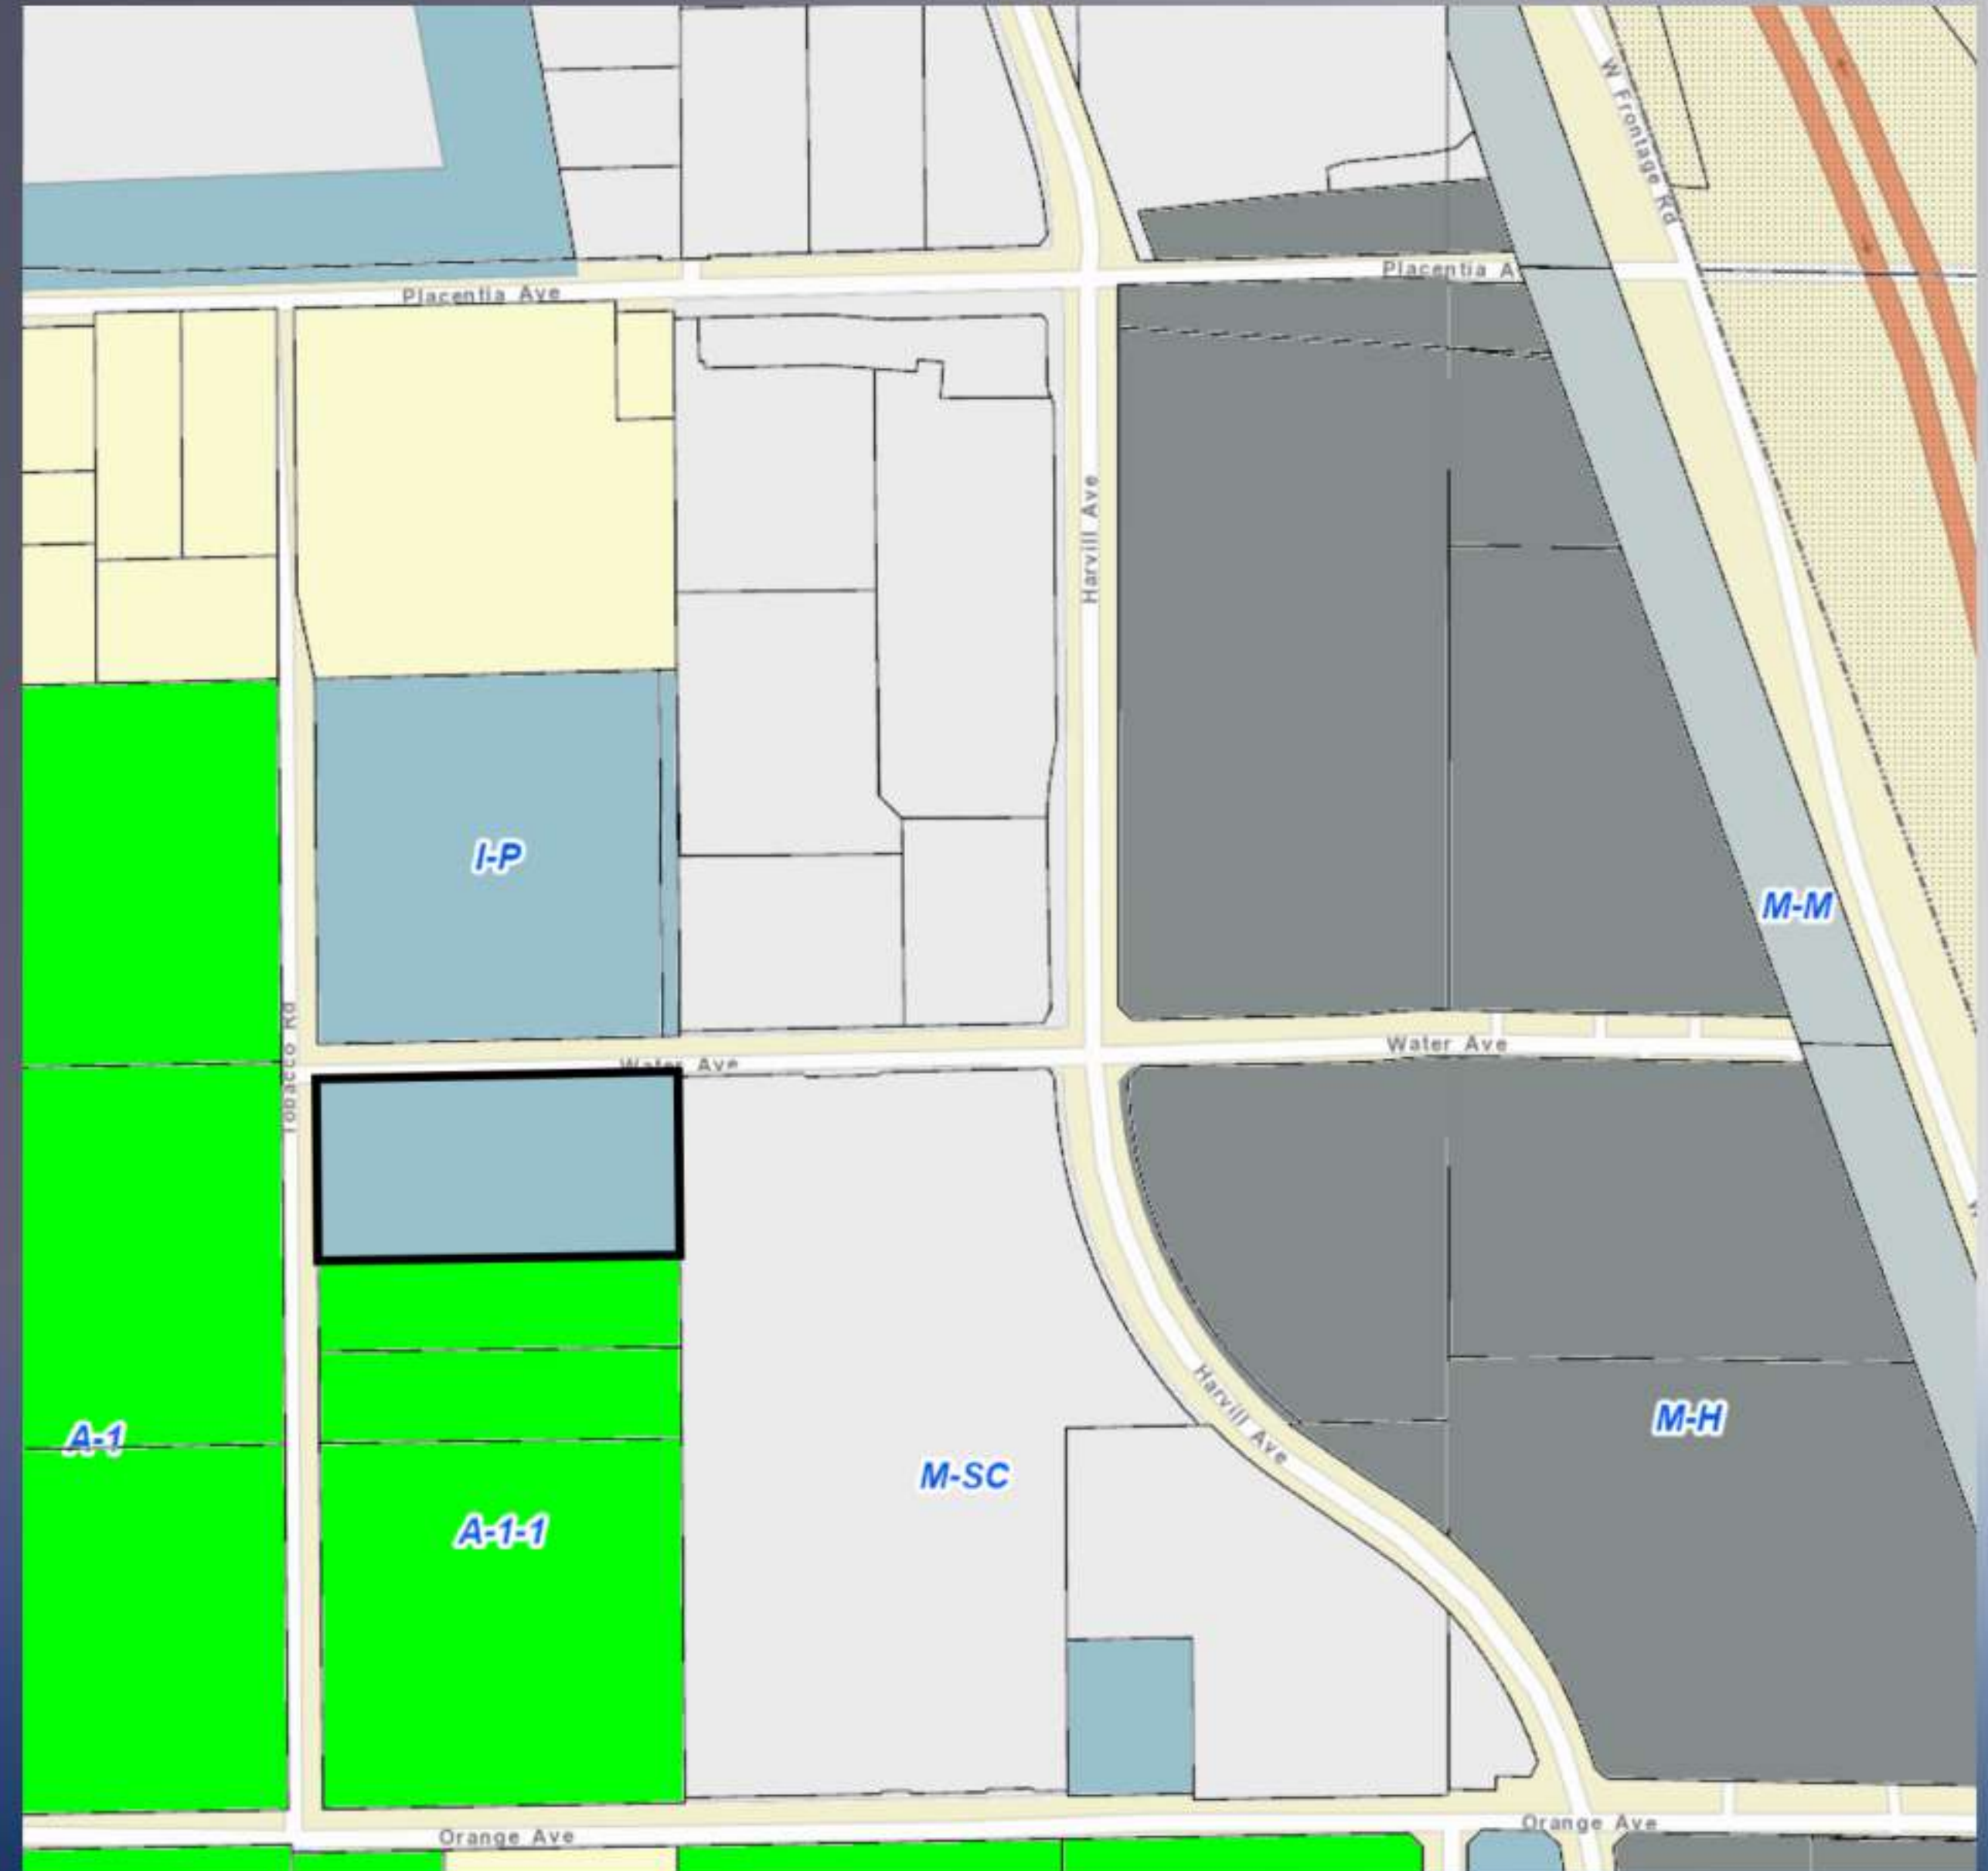 W Frontage Rd
Placentia A
Placentia Ave
Harvill Ave
I-P
M-M
Tobacco Rd
Water Ave
Water Ave
Harvill Ave
M-H
A-1
M-SC
A-1-1
Orange Ave
Orange Ave